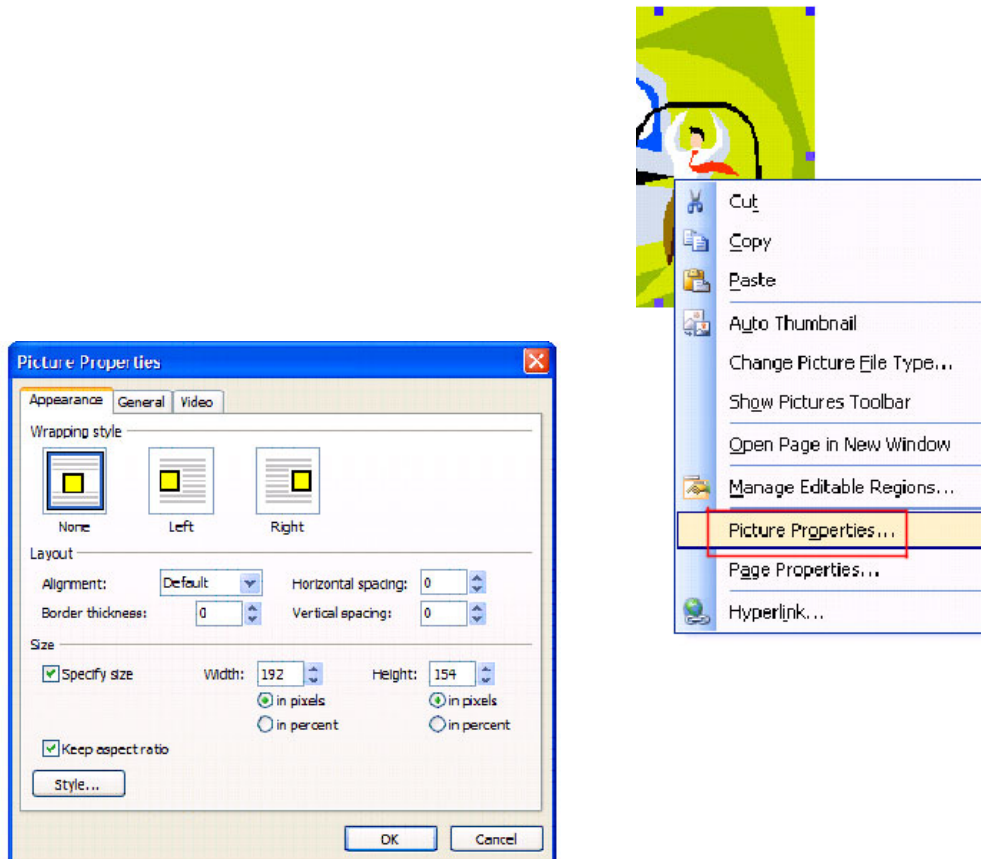 Cut
Copy
Paste
Auto Thumbnail
Change Picture File Type...
Show Pictures Toolbar
Open Page in New Window
Manage Editable Regions...
Picture Properties...
Page Properties...
Hyperlink...
Picture Properties
Appearance General Video
Wrapping style
None Left Right
Layout
Alignment: Default Horizontal spacing: 0
Border thickness: 0 Vertical spacing: 0
Size
Specify size Width: 192 Height: 154
in pixels in pixels
in percent in percent
Keep aspect ratio
Style...
OK Cancel